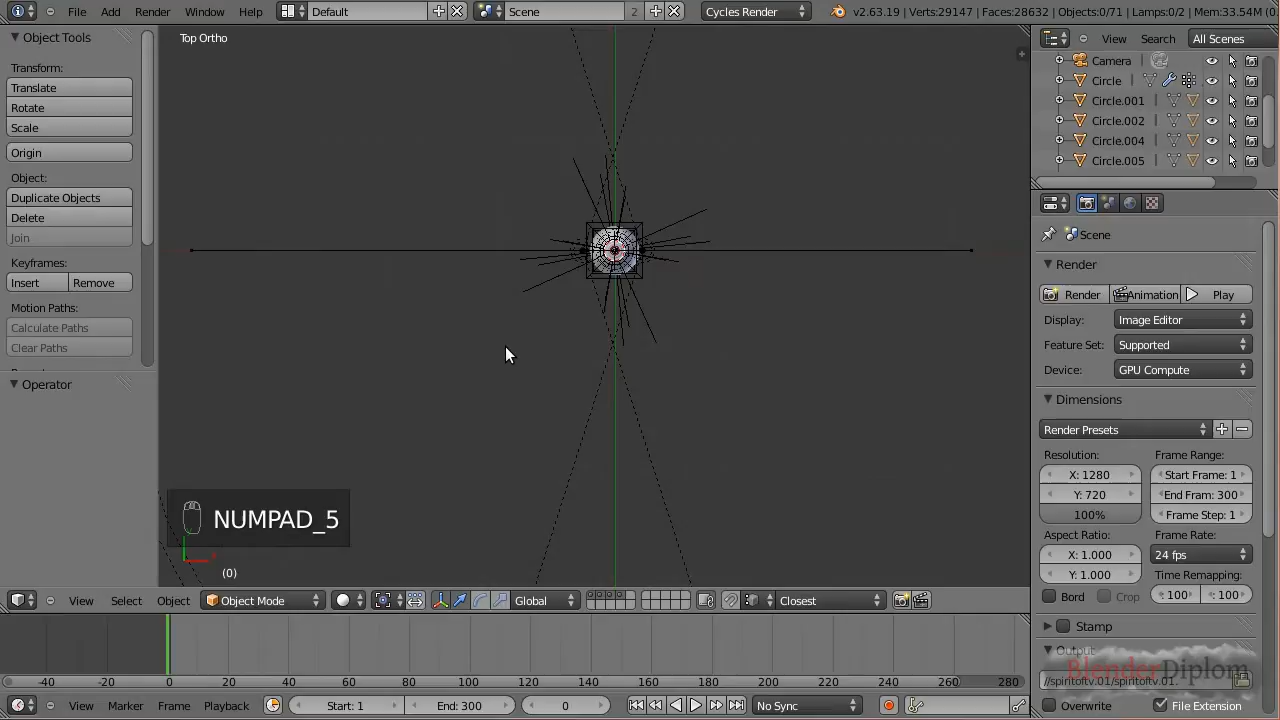 File Add Render Window Help Default Scene 2 Cycles Render v2.63.19 | Verts:29147 | Faces:28632 | Objects:0/71 | Lamps:0/2 | Mem:33.54M (0
Object Tools
Top Ortho
View Search All Scenes
Transform:
Camera
Translate
Circle
Rotate
Circle.001
Scale
Circle.002
Circle.004
Origin
Circle.005
Object:
Duplicate Objects
Delete
Join
Scene
Keyframes:
Render
Insert Remove
Render Animation Play
Motion Paths:
Display: Image Editor
Calculate Paths
Feature Set: Supported
Clear Paths
Device: GPU Compute
Operator
Dimensions
Render Presets
Resolution: Frame Range:
X: 1280 Start Frame: 1
Y: 720 End Fram: 300
100% Frame Step: 1
NUMPAD_5
Aspect Ratio: Frame Rate:
X: 1.000 24 fps
Y: 1.000 Time Remapping:
(0)
Bord Crop 100 100
View Select Object Object Mode Global Closest
Stamp
Output
BlenderDiplom
//spiritoftv.01/spiritoftv.01.
-40 -20 0 20 40 60 80 100 120 140 160 180 200 220 240 260 280
View Marker Frame Playback Start: 1 End: 300 0 No Sync
Overwrite File Extension